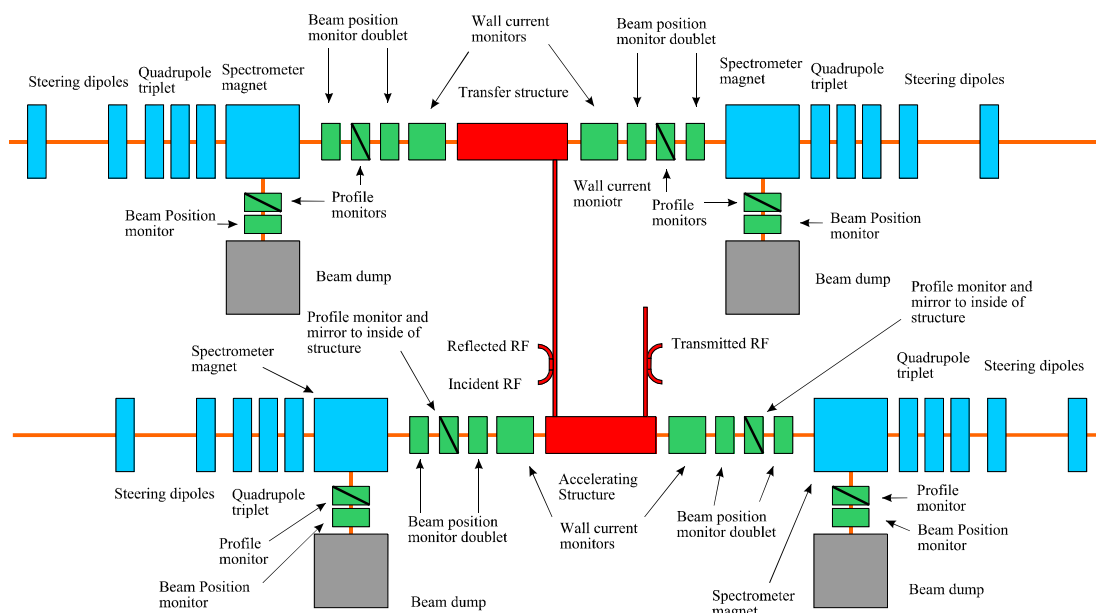 Beam position
monitor doublet
Wall current
monitors
Beam position
monitor doublet
Steering dipoles
Quadrupole
triplet
Spectrometer
magnet
Transfer structure
Spectrometer
magnet
Quadrupole
triplet
Steering dipoles
Beam Position
monitor
Profile
monitors
Wall current
moniotr
Profile
monitors
Beam Position
monitor
Beam dump
Beam dump
Profile monitor and
mirror to inside of
structure
Profile monitor and
mirror to inside of
structure
Spectrometer
magnet
Reflected RF
Incident RF
Transmitted RF
Quadrupole
triplet
Steering dipoles
Steering dipoles
Quadrupole
triplet
Accelerating
Structure
Profile
monitor
Beam Position
monitor
Beam position
monitor doublet
Wall current
monitors
Beam position
monitor doublet
Profile
monitor
Beam Position
monitor
Beam dump
Spectrometer
magnet
Beam dump